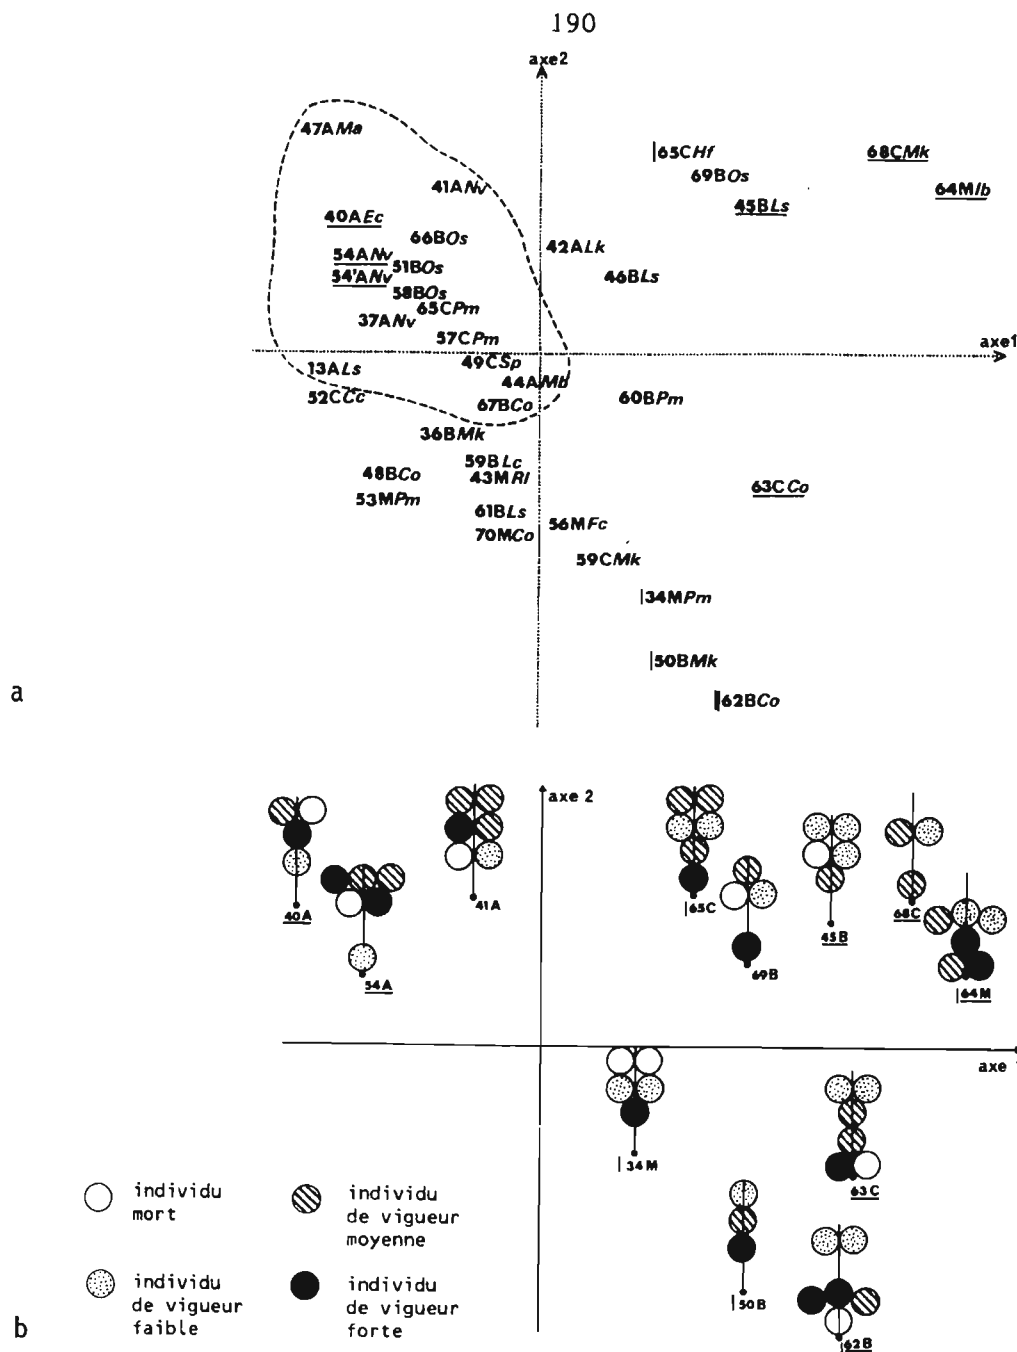 190
axe2
47AMa
65CHf
68CMk
69BOs
41ANv
64MIb
45BLs
40AEc
66BOs
42ALk
54ANv
51BOs
46BLs
54'ANv
58BOs
65CPm
37ANv
57CPm
axe1
49CSp
13ALs
44AMb
52CCc
67BCo
60BPm
36BMk
59BLc
48BCo
43MRl
63CCo
53MPm
61BLs
56MFc
70MCo
59CMk
34MPm
50BMk
a
62BCo
axe 2
40A
41A
65C
45B
68C
69B
54A
64M
axe
34M
63C
50B
62B
individu
mort
individu
de vigueur
moyenne
individu
de vigueur
faible
individu
de vigueur
forte
b